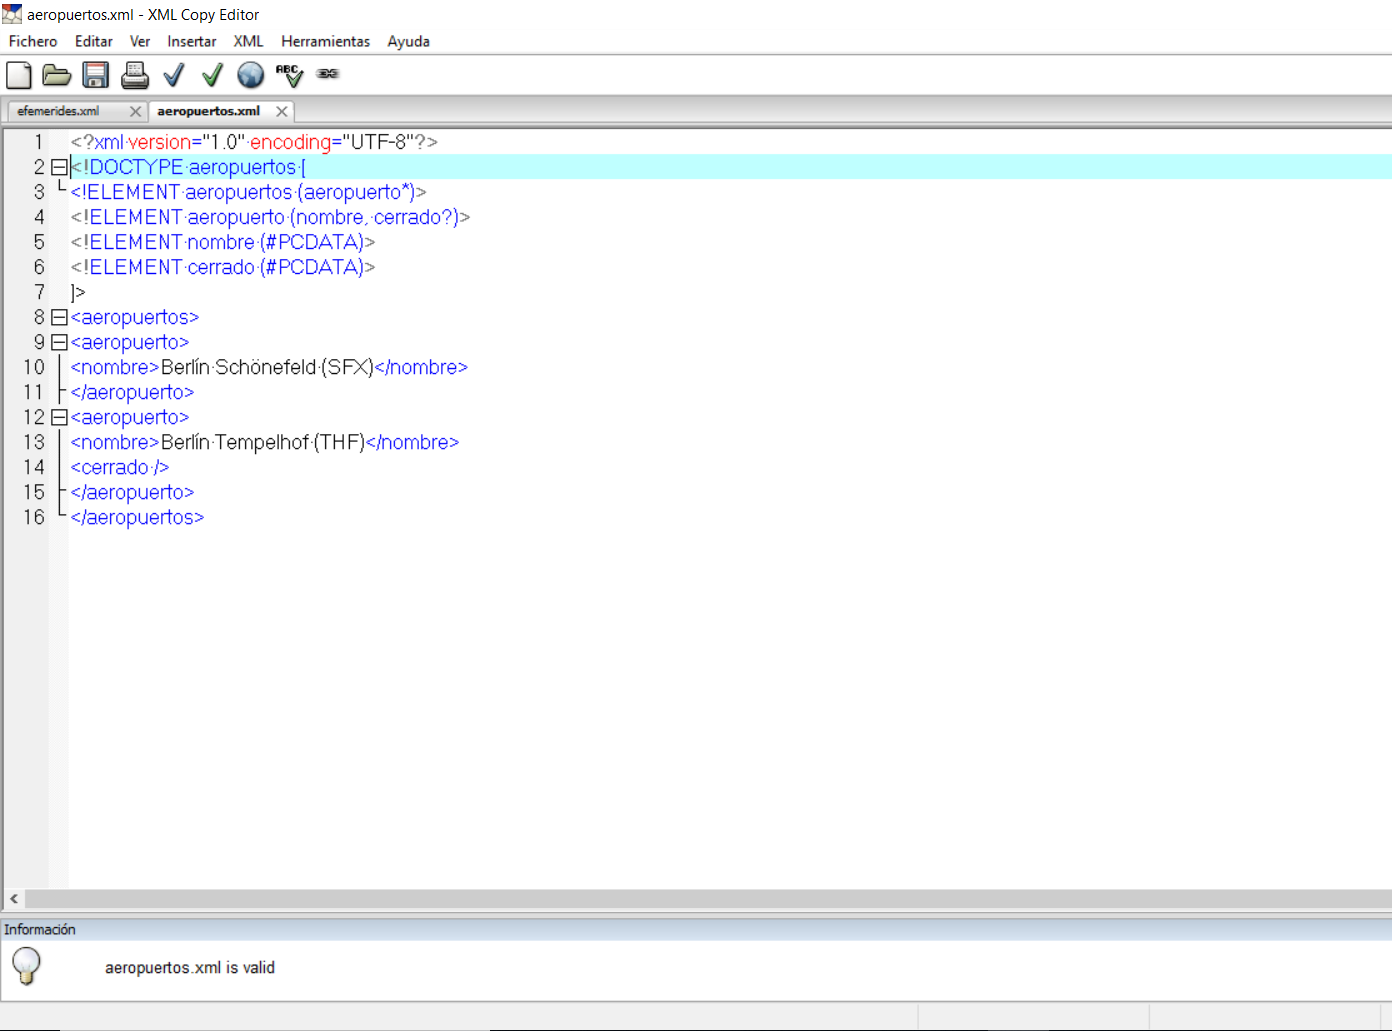 aeropuertos.xml - XML Copy Editor
Fichero Editar Ver Insertar XML Herramientas Ayuda
ABC
efemerides.xml aeropuertos.xml
1 <?xml version="1.0" encoding="UTF-8"?>
2 <!DOCTYPE aeropuertos [
3 <!ELEMENT aeropuertos (aeropuerto*)>
4 <!ELEMENT aeropuerto (nombre, cerrado?)>
5 <!ELEMENT nombre (#PCDATA)>
6 <!ELEMENT cerrado (#PCDATA)>
7 ]>
8 <aeropuertos>
9 <aeropuerto>
10 <nombre>Berlín Schönefeld (SFX)</nombre>
11 </aeropuerto>
12 <aeropuerto>
13 <nombre>Berlín Tempelhof (THF)</nombre>
14 <cerrado />
15 </aeropuerto>
16 </aeropuertos>
Información
aeropuertos.xml is valid